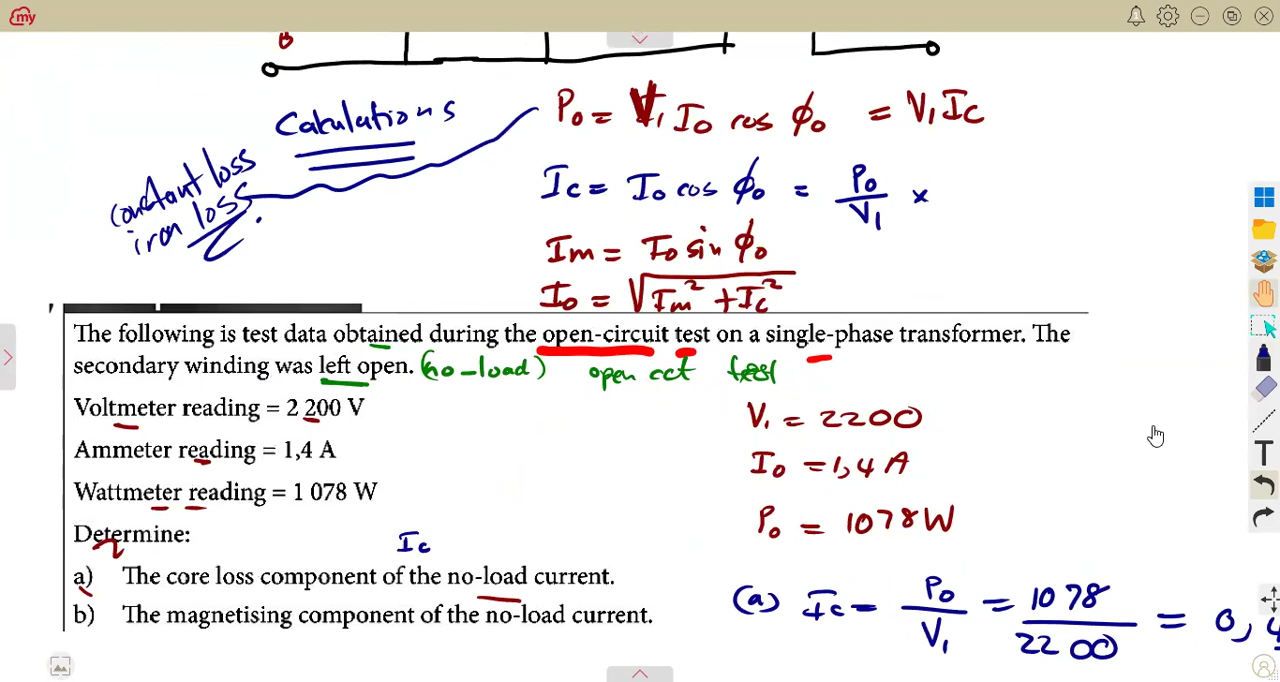 my
Calculations
P₀ = V₁ I₀ cos ϕ₀ = V₁ Ic
constant loss
iron loss
Ic = I₀ cos ϕ₀ = P₀/V₁ ×
Im = I₀ sin ϕ₀
I₀ = √(Im² + Ic²)
The following is test data obtained during the open-circuit test on a single-phase transformer. The
secondary winding was left open. (no-load) open cct test
Voltmeter reading = 2 200 V
V₁ = 2200
Ammeter reading = 1,4 A
I₀ = 1,4 A
Wattmeter reading = 1 078 W
P₀ = 1078 W
Determine:
Ic
a) The core loss component of the no-load current.
b) The magnetising component of the no-load current.
(a) Ic = P₀/V₁ = 1078/2200 = 0,4
T